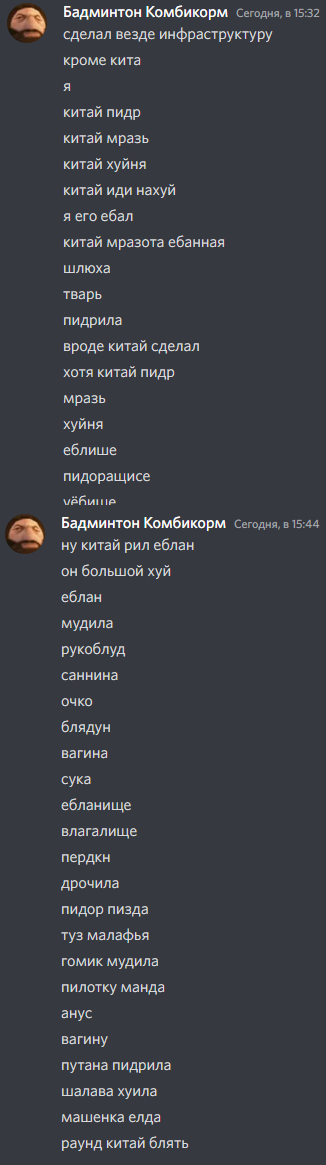 Бадминтон Комбикорм Сегодня, в 15:32
сделал везде инфраструктуру
кроме кита
я
китай пидр
китай мразь
китай хуйня
китай иди нахуй
я его ебал
китай мразота ебанная
шлюха
тварь
пидрила
вроде китай сделал
хотя китай пидр
мразь
хуйня
еблише
пидоращисе
уёбище
Бадминтон Комбикорм Сегодня, в 15:44
ну китай рил еблан
он большой хуй
еблан
мудила
рукоблуд
саннина
очко
блядун
вагина
сука
ебланище
влагалище
пердкн
дрочила
пидор пизда
туз малафья
гомик мудила
пилотку манда
анус
вагину
путана пидрила
шалава хуила
машенка елда
раунд китай блять